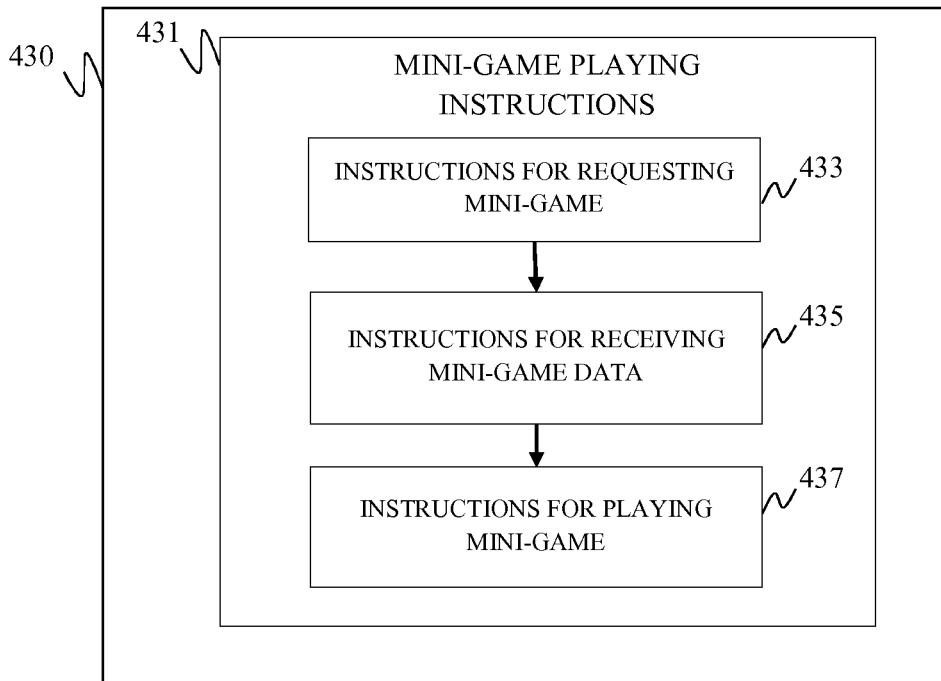 430
431
MINI-GAME PLAYING
INSTRUCTIONS
INSTRUCTIONS FOR REQUESTING
MINI-GAME
433
INSTRUCTIONS FOR RECEIVING
MINI-GAME DATA
435
INSTRUCTIONS FOR PLAYING
MINI-GAME
437